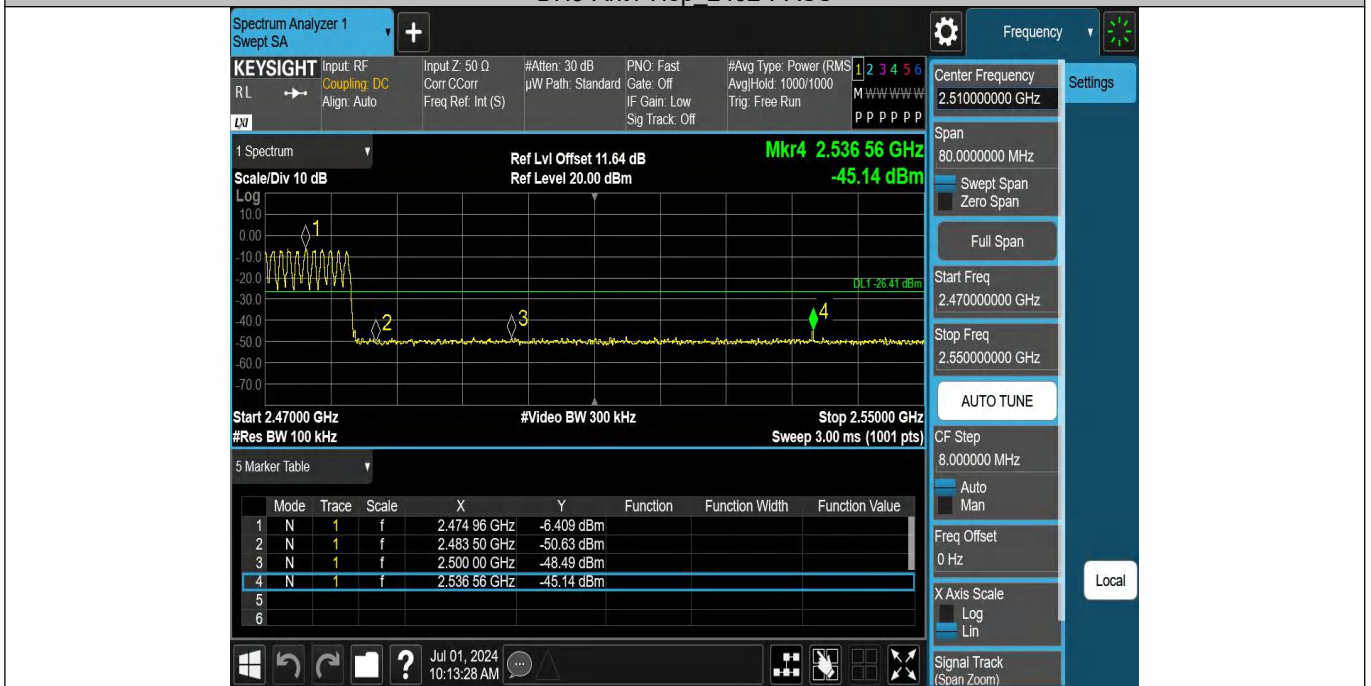 Spectrum Analyzer 1
Swept SA
Frequency
KEYSIGHT
RL
LXI
Input: RF
Coupling: DC
Align: Auto
Input Z: 50 Ω
Corr CCorr
Freq Ref: Int (S)
#Atten: 30 dB
µW Path: Standard
PNO: Fast
Gate: Off
IF Gain: Low
Sig Track: Off
#Avg Type: Power (RMS
Avg|Hold: 1000/1000
Trig: Free Run
1 2 3 4 5 6
M W W W W W
P P P P P P
1 Spectrum
Scale/Div 10 dB
Ref Lvl Offset 11.64 dB
Ref Level 20.00 dBm
Mkr4 2.536 56 GHz
-45.14 dBm
Log
10.0
0.00
-10.0
-20.0
-30.0
-40.0
-50.0
-60.0
-70.0
1
2
3
4
DL1 -26.41 dBm
Start 2.47000 GHz
#Video BW 300 kHz
Stop 2.55000 GHz
#Res BW 100 kHz
Sweep 3.00 ms (1001 pts)
5 Marker Table
Mode Trace Scale X Y Function Function Width Function Value
1 N 1 f 2.474 96 GHz -6.409 dBm
2 N 1 f 2.483 50 GHz -50.63 dBm
3 N 1 f 2.500 00 GHz -48.49 dBm
4 N 1 f 2.536 56 GHz -45.14 dBm
5
6
Jul 01, 2024
10:13:28 AM
Settings
Center Frequency
2.510000000 GHz
Span
80.0000000 MHz
Swept Span
Zero Span
Full Span
Start Freq
2.470000000 GHz
Stop Freq
2.550000000 GHz
AUTO TUNE
CF Step
8.000000 MHz
Auto
Man
Freq Offset
0 Hz
X Axis Scale
Log
Lin
Signal Track
(Span Zoom)
Local